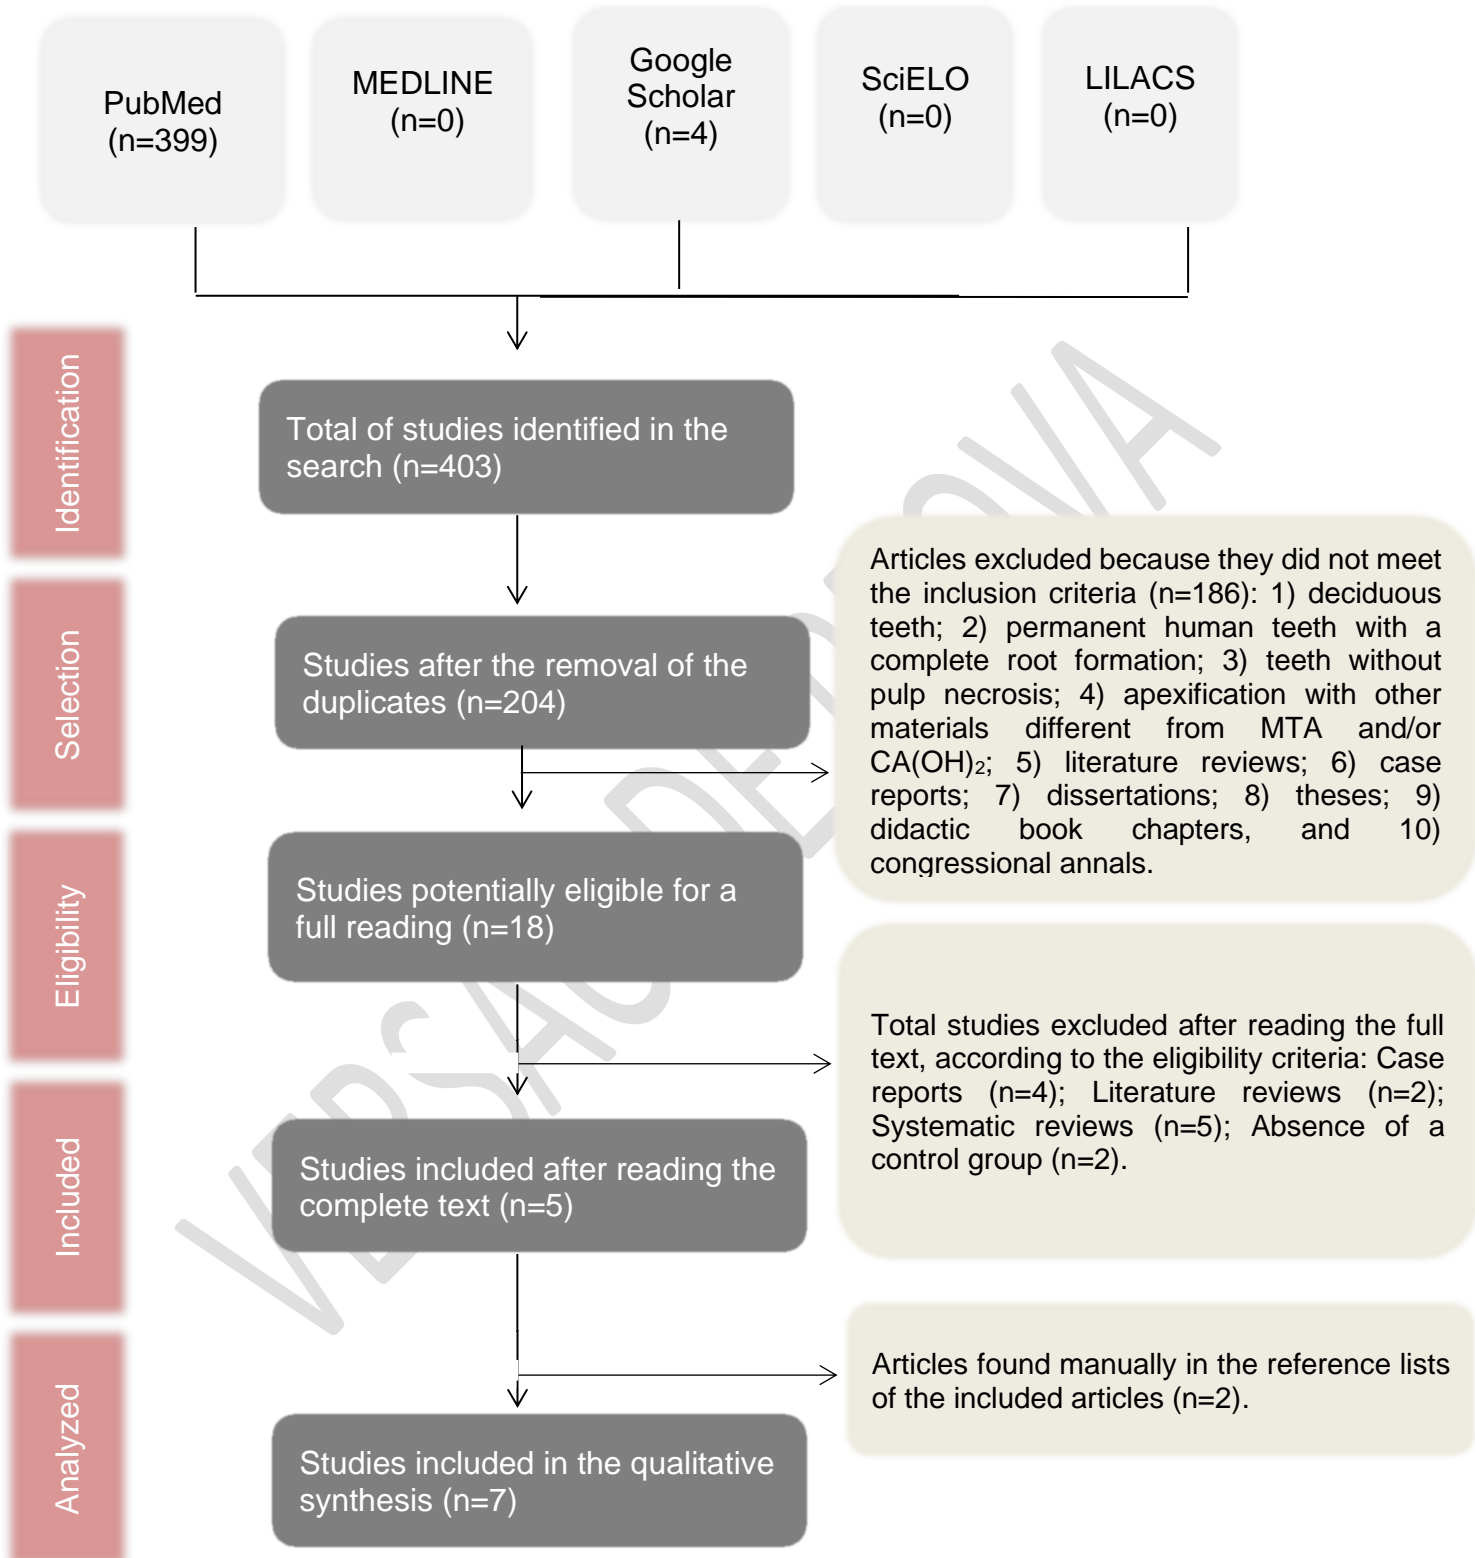 PubMed
(n=399)
MEDLINE
(n=0)
Google
Scholar
(n=4)
SciELO
(n=0)
LILACS
(n=0)
Identification
Total of studies identified in the
search (n=403)
Selection
Studies after the removal of the
duplicates (n=204)
Articles excluded because they did not meet
the inclusion criteria (n=186): 1) deciduous
teeth; 2) permanent human teeth with a
complete root formation; 3) teeth without
pulp necrosis; 4) apexification with other
materials different from MTA and/or
CA(OH)₂; 5) literature reviews; 6) case
reports; 7) dissertations; 8) theses; 9)
didactic book chapters, and 10)
congressional annals.
Eligibility
Studies potentially eligible for a
full reading (n=18)
Total studies excluded after reading the full
text, according to the eligibility criteria: Case
reports (n=4); Literature reviews (n=2);
Systematic reviews (n=5); Absence of a
control group (n=2).
Included
Studies included after reading the
complete text (n=5)
Articles found manually in the reference lists
of the included articles (n=2).
Analyzed
Studies included in the qualitative
synthesis (n=7)